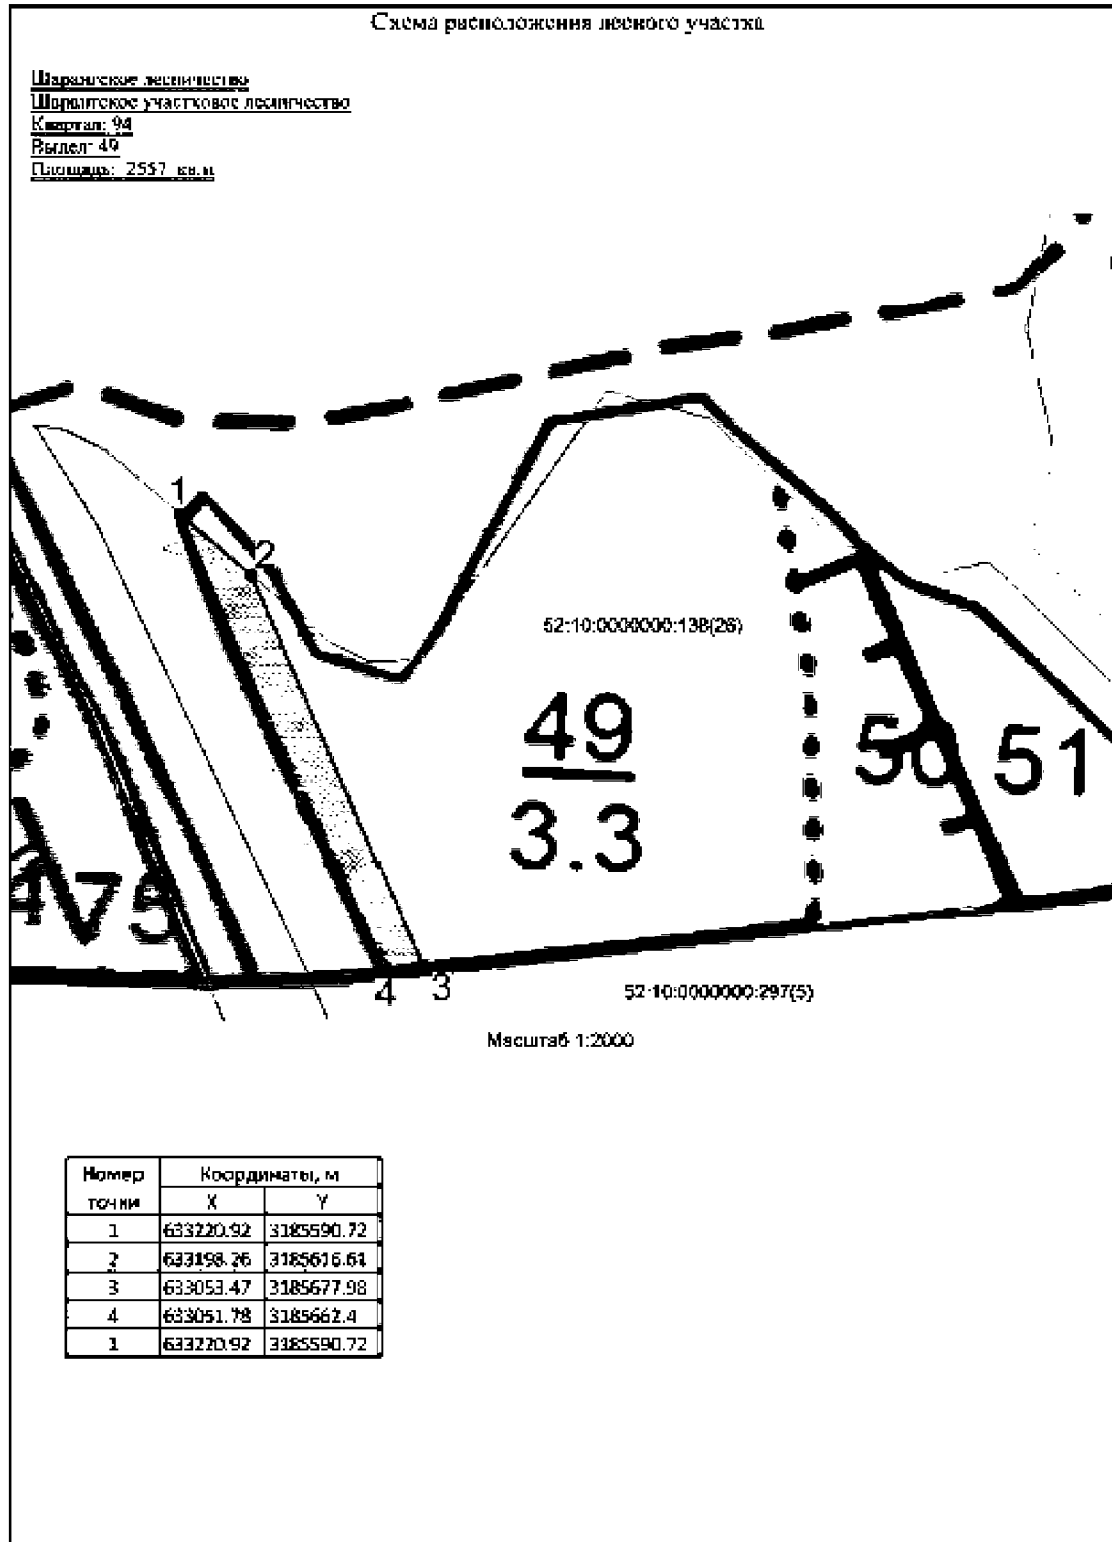 Схема расположения лесного участка
Шарангское лесничество
Шарангское участковое лесничество
Квартал: 94
Выдел: 49
Площадь: 2557 кв.м
1
2
52:10:0000000:138(26)
49
3.3
50
51
75
4
3
52:10:0000000:297(5)
Масштаб 1:2000
Номер точки Координаты, м
X Y
1 633220.92 3185590.72
2 633198.26 3185616.61
3 633053.47 3185677.98
4 633051.78 3185662.4
1 633220.92 3185590.72